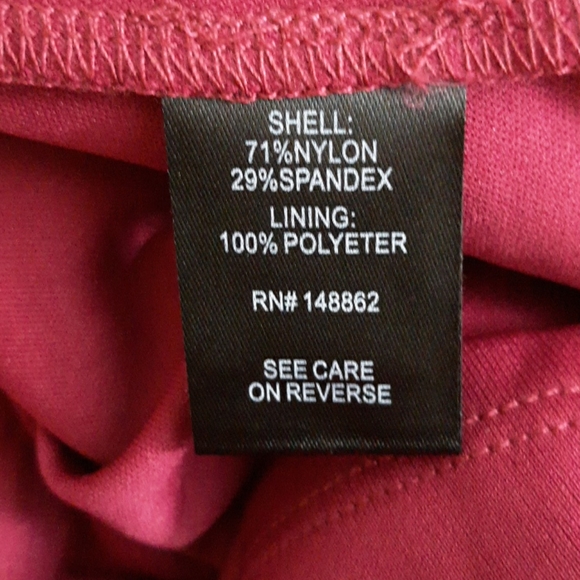 SHELL:
71%NYLON
29%SPANDEX
LINING:
100% POLYETER
RN# 148862
SEE CARE
ON REVERSE